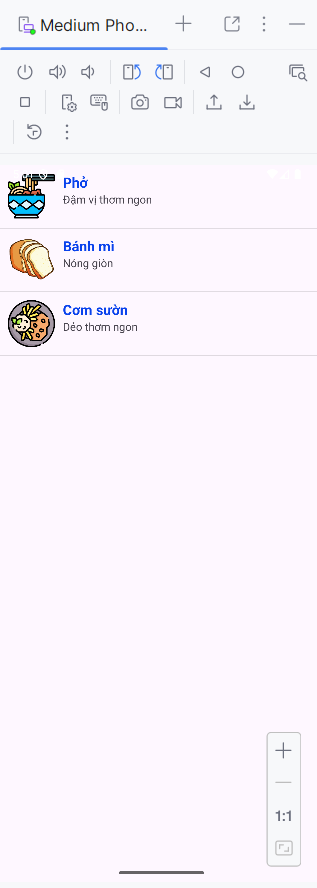 Medium Pho...
Phở
Đậm vị thơm ngon
Bánh mì
Nóng giòn
Cơm sườn
Dẻo thơm ngon
1:1